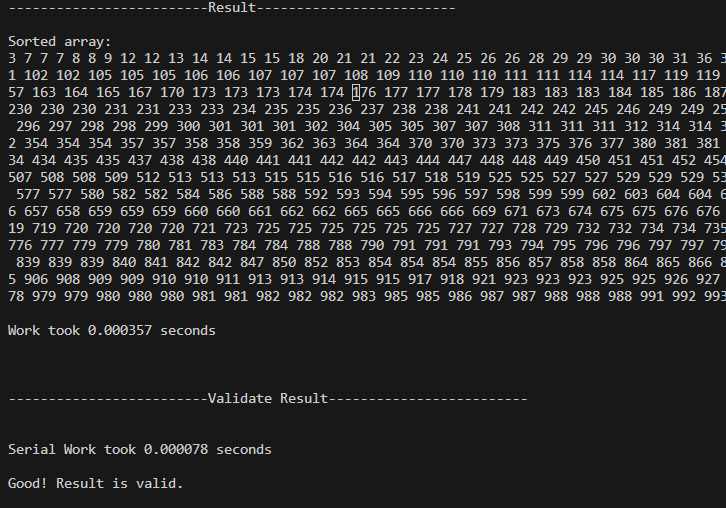 -------------------------Result-------------------------
Sorted array:
3 7 7 7 8 8 9 12 12 13 14 14 15 15 18 20 21 21 22 23 24 25 26 26 28 29 29 30 30 30 31 36 3
1 102 102 105 105 105 106 106 107 107 107 108 109 110 110 110 111 111 114 114 117 119 119
57 163 164 165 167 170 173 173 173 174 174 176 177 177 178 179 183 183 183 184 185 186 187
230 230 230 231 231 233 233 234 235 235 236 237 238 238 241 241 242 242 245 246 249 249 25
296 297 298 298 299 300 301 301 301 302 304 305 305 307 307 308 311 311 311 312 314 314 3
2 354 354 354 357 357 358 358 359 362 363 364 364 370 370 373 373 375 376 377 380 381 381
34 434 435 435 437 438 438 440 441 441 442 442 443 444 447 448 448 449 450 451 451 452 454
507 508 508 509 512 513 513 513 515 515 516 516 517 518 519 525 525 527 527 529 529 529 53
577 577 580 582 582 584 586 588 588 592 593 594 595 596 597 598 599 599 602 603 604 604 6
6 657 658 659 659 659 660 660 661 662 662 665 665 666 666 666 669 671 673 674 675 675 676 676
19 719 720 720 720 720 721 723 725 725 725 725 725 725 727 727 728 729 732 732 734 734 735
776 777 779 779 780 781 783 784 784 788 788 790 791 791 791 793 794 795 796 796 797 797 79
839 839 839 840 841 842 842 847 850 852 853 854 854 854 855 856 857 858 858 864 865 866 8
5 906 908 909 909 910 910 911 913 913 914 915 915 917 918 921 923 923 923 925 925 926 927
78 979 979 980 980 980 981 981 982 982 982 983 985 985 986 987 987 988 988 988 991 992 993
Work took 0.000357 seconds
-------------------------Validate Result-------------------------
Serial Work took 0.000078 seconds
Good! Result is valid.